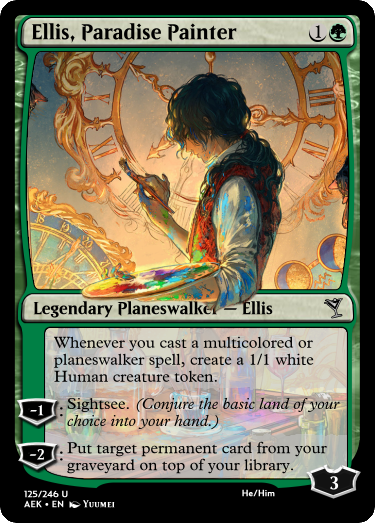 Ellis, Paradise Painter 1
Legendary Planeswalker — Ellis
Whenever you cast a multicolored or
planeswalker spell, create a 1/1 white
Human creature token.
-1: Sightsee. (Conjure the basic land of your
choice into your hand.)
-2: Put target permanent card from your
graveyard on top of your library.
3
125/246 U
He/Him
AEK • EN Yuumei